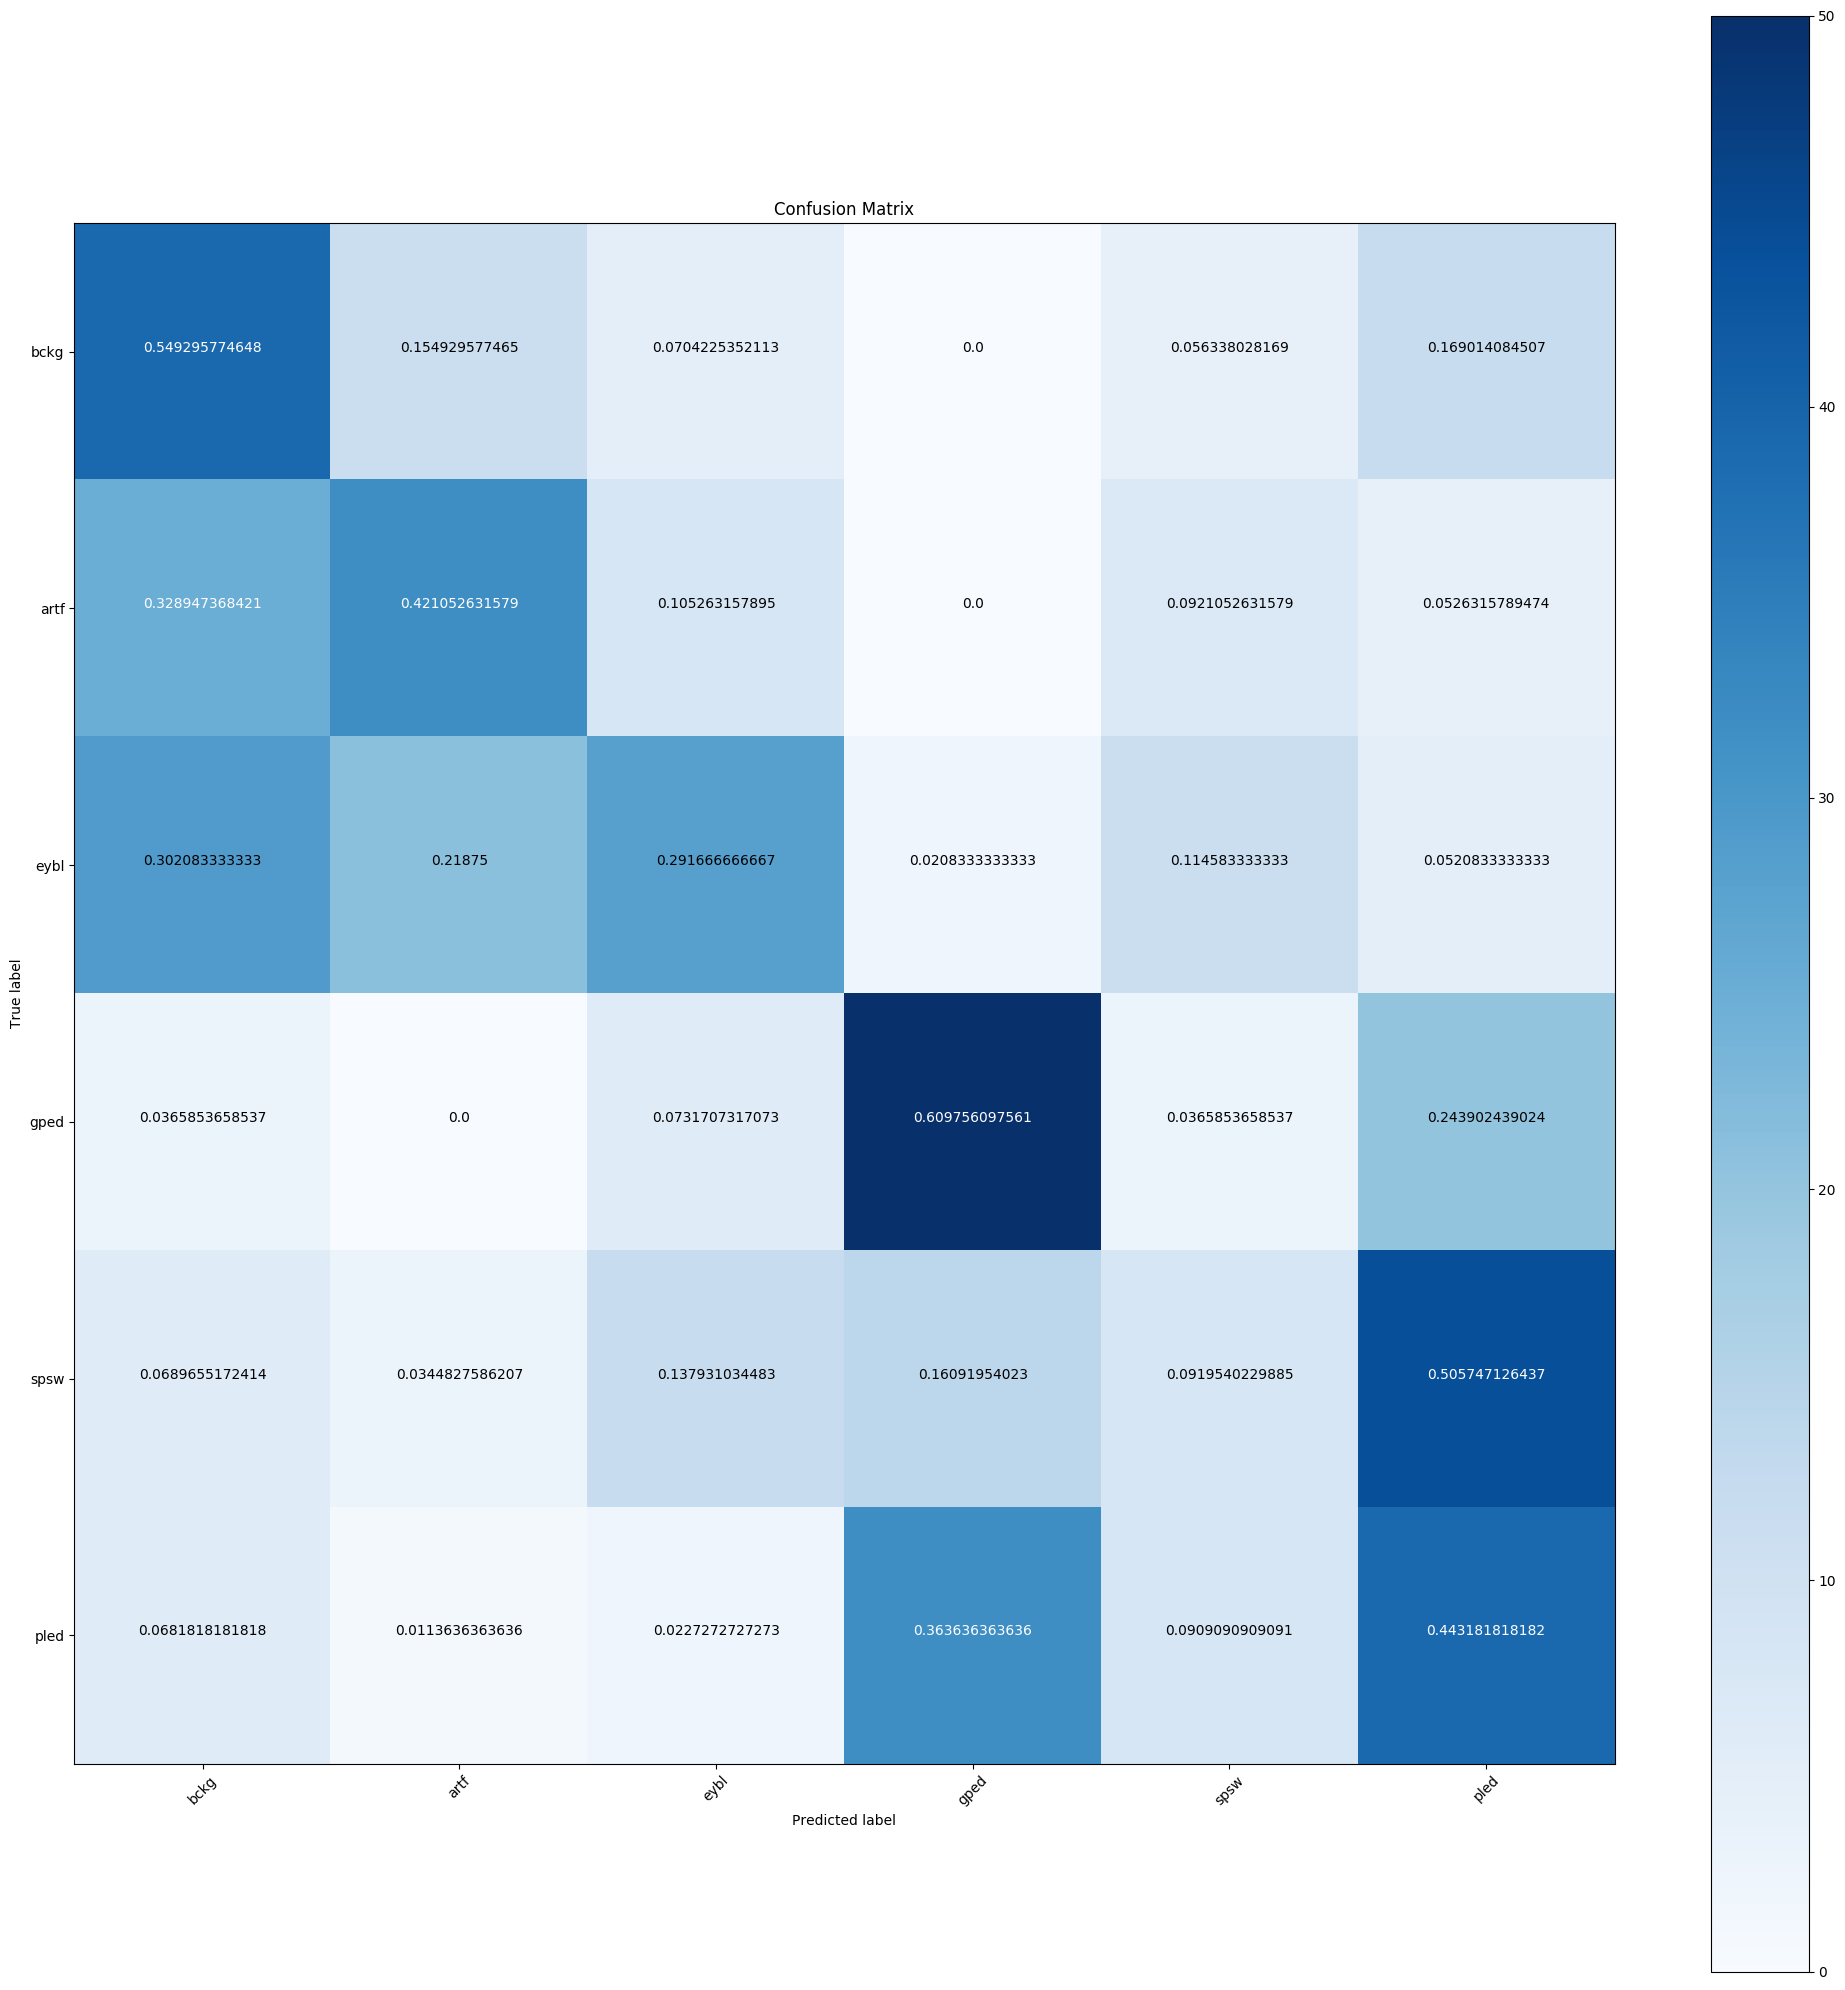 Confusion Matrix
bckg 0.549295774648 0.154929577465 0.0704225352113 0.0 0.056338028169 0.169014084507
artf 0.328947368421 0.421052631579 0.105263157895 0.0 0.0921052631579 0.0526315789474
eybl 0.302083333333 0.21875 0.291666666667 0.0208333333333 0.114583333333 0.0520833333333
gped 0.0365853658537 0.0 0.0731707317073 0.609756097561 0.0365853658537 0.243902439024
spsw 0.0689655172414 0.0344827586207 0.137931034483 0.16091954023 0.0919540229885 0.505747126437
pled 0.0681818181818 0.0113636363636 0.0227272727273 0.363636363636 0.0909090909091 0.443181818182
bckg artf eybl gped spsw pled
Predicted label
True label
50
40
30
20
10
0